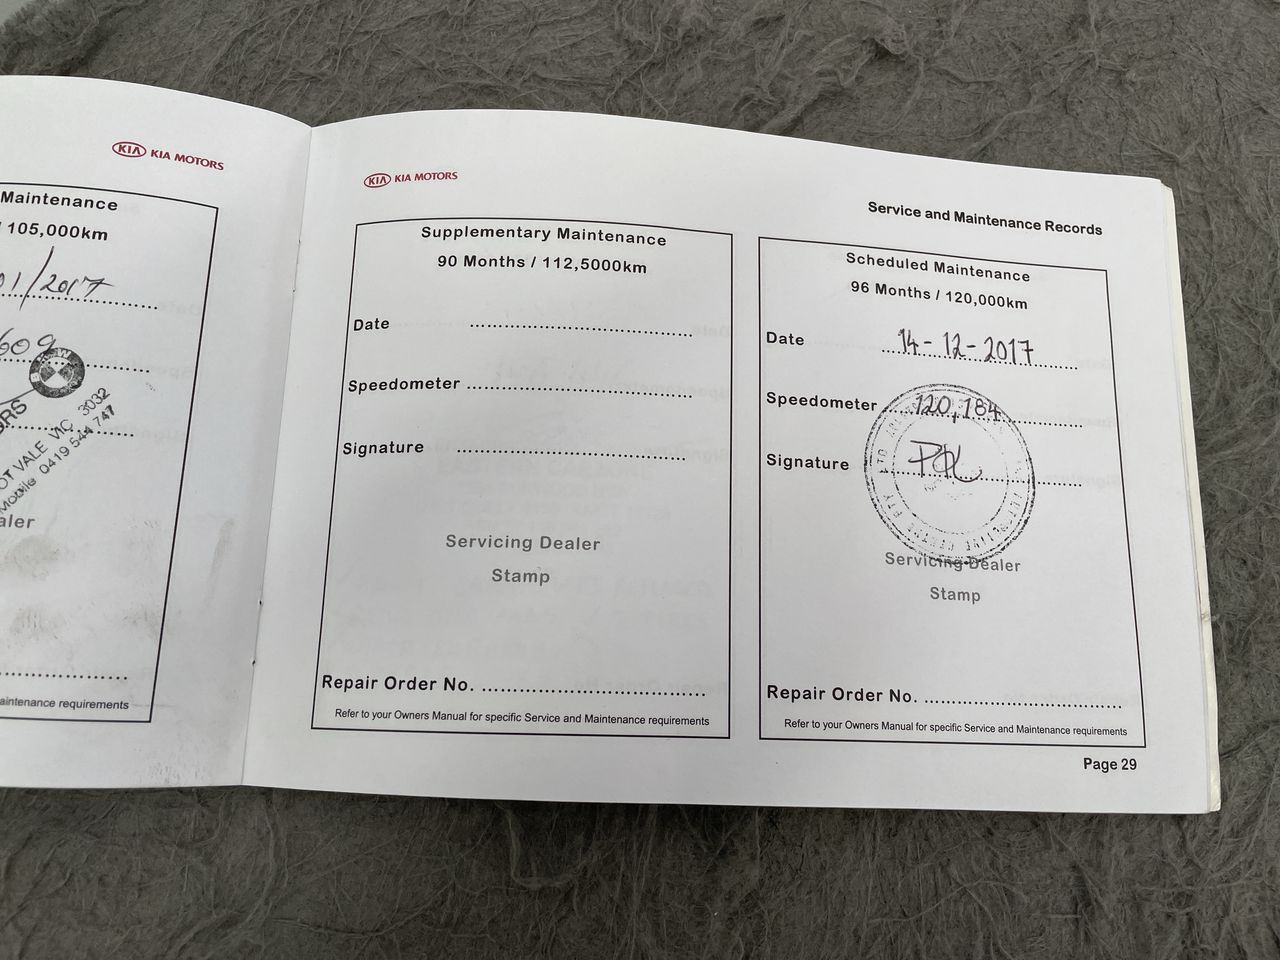 KIA KIA MOTORS
Maintenance
/ 105,000km
01/2017
609
3032
OT VALE VIC
Mobile 0419 544 747
aler
aintenance requirements
KIA KIA MOTORS
Service and Maintenance Records
Supplementary Maintenance
90 Months / 112,5000km
Date
Speedometer
Signature
Servicing Dealer
Stamp
Repair Order No.
Refer to your Owners Manual for specific Service and Maintenance requirements
Scheduled Maintenance
96 Months / 120,000km
Date 14-12-2017
Speedometer 120,184
Signature
Servicing Dealer
Stamp
Repair Order No.
Refer to your Owners Manual for specific Service and Maintenance requirements
Page 29